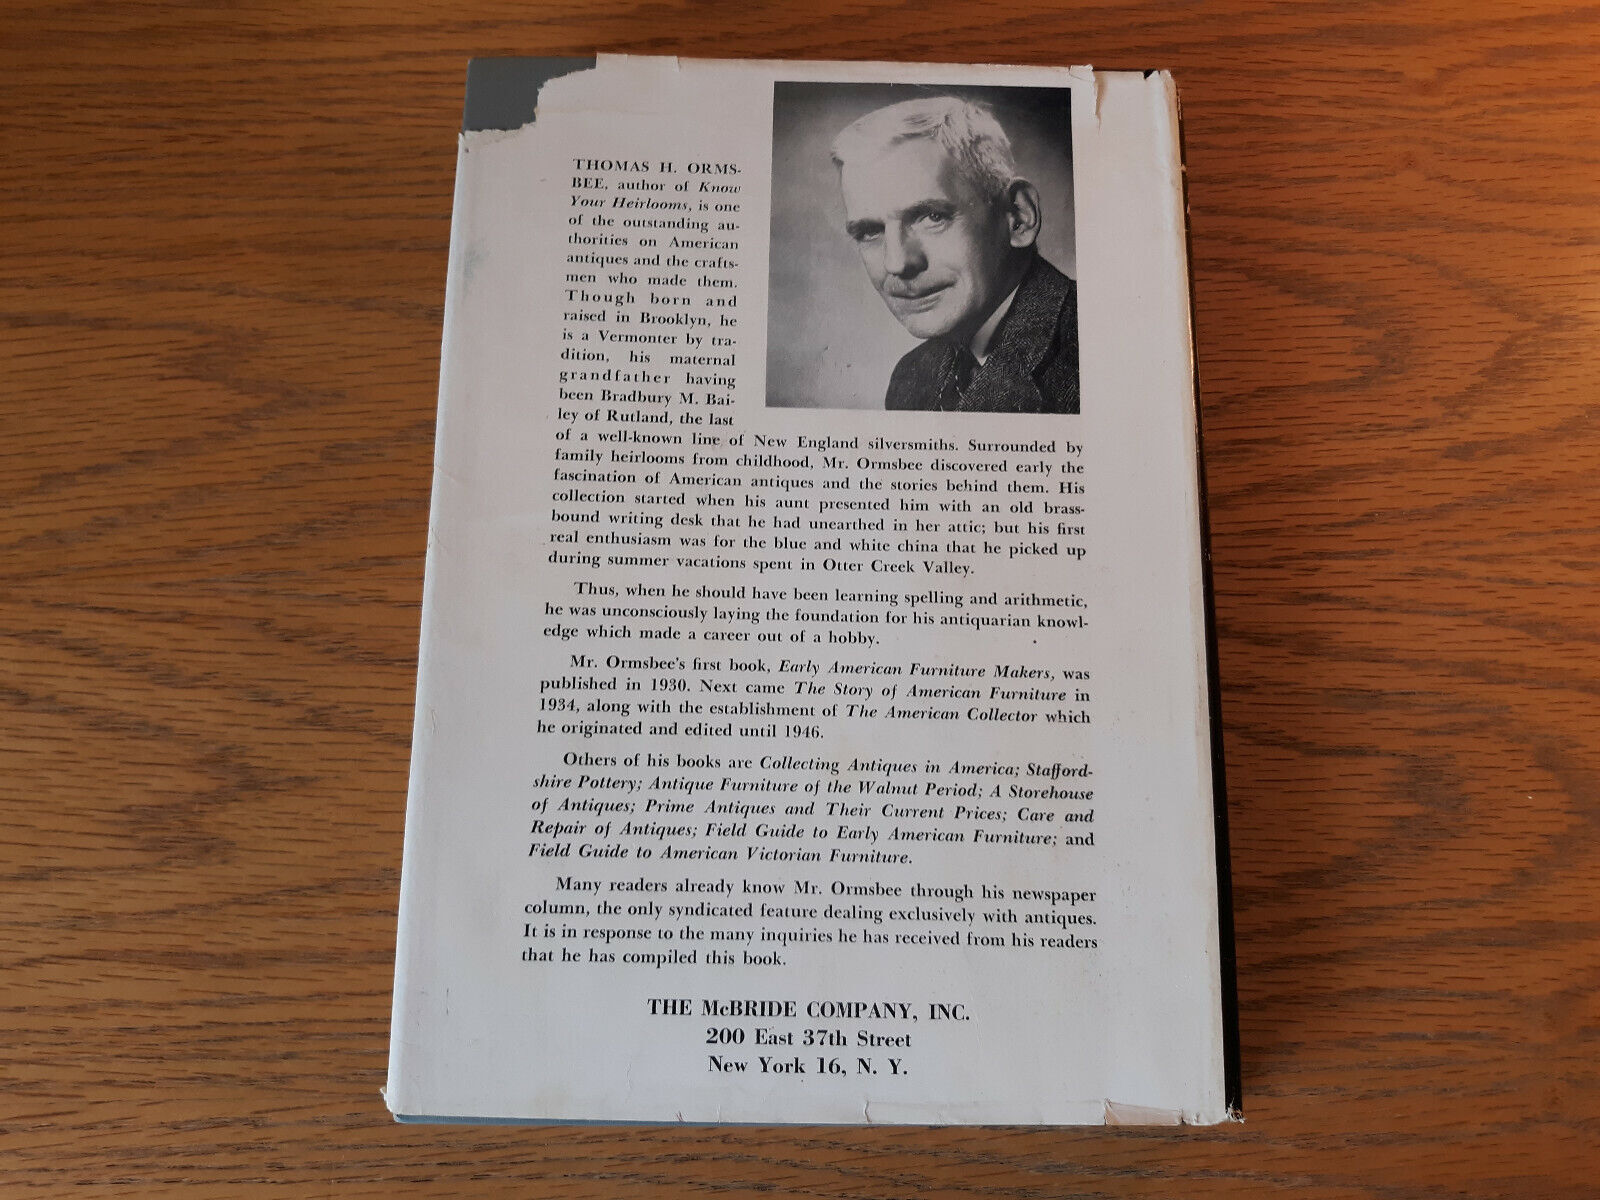 THOMAS H. ORMS-
BEE, author of Know
Your Heirlooms, is one
of the outstanding au-
thorities on American
antiques and the crafts-
men who made them.
Though born and
raised in Brooklyn, he
is a Vermonter by tra-
dition, his maternal
grandfather having
been Bradbury M. Bai-
ley of Rutland, the last
of a well-known line of New England silversmiths. Surrounded by
family heirlooms from childhood, Mr. Ormsbee discovered early the
fascination of American antiques and the stories behind them. His
collection started when his aunt presented him with an old brass-
bound writing desk that he had unearthed in her attic; but his first
real enthusiasm was for the blue and white china that he picked up
during summer vacations spent in Otter Creek Valley.
Thus, when he should have been learning spelling and arithmetic,
he was unconsciously laying the foundation for his antiquarian knowl-
edge which made a career out of a hobby.
Mr. Ormsbee's first book, Early American Furniture Makers, was
published in 1930. Next came The Story of American Furniture in
1934, along with the establishment of The American Collector which
he originated and edited until 1946.
Others of his books are Collecting Antiques in America; Stafford-
shire Pottery; Antique Furniture of the Walnut Period; A Storehouse
of Antiques; Prime Antiques and Their Current Prices; Care and
Repair of Antiques; Field Guide to Early American Furniture; and
Field Guide to American Victorian Furniture.
Many readers already know Mr. Ormsbee through his newspaper
column, the only syndicated feature dealing exclusively with antiques.
It is in response to the many inquiries he has received from his readers
that he has compiled this book.
THE McBRIDE COMPANY, INC.
200 East 37th Street
New York 16, N. Y.